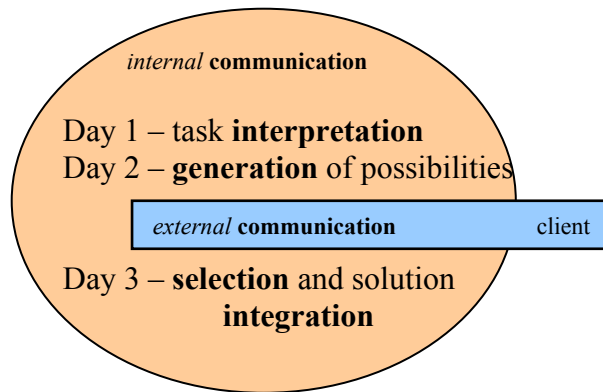 internal communication
Day 1 – task interpretation
Day 2 – generation of possibilities
external communication client
Day 3 – selection and solution
integration